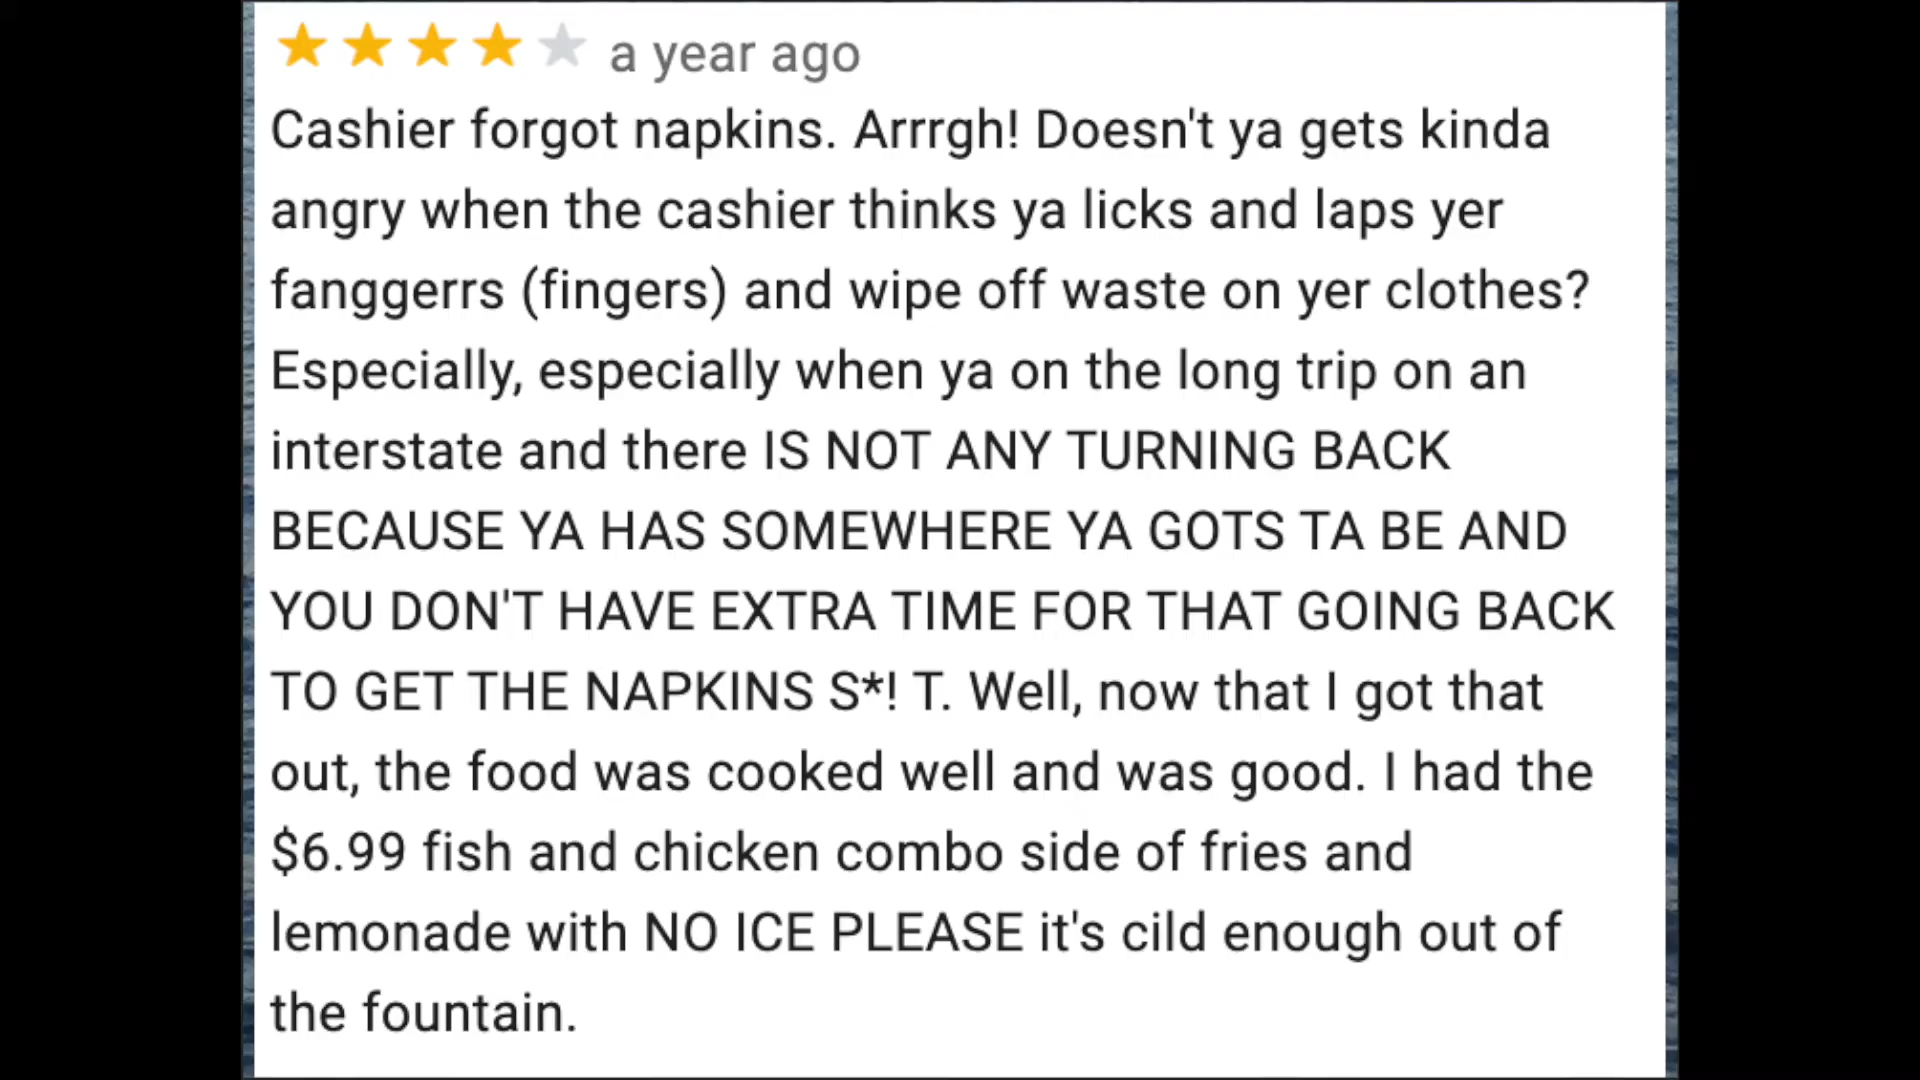 a year ago
Cashier forgot napkins. Arrrgh! Doesn't ya gets kinda
angry when the cashier thinks ya licks and laps yer
fanggerrs (fingers) and wipe off waste on yer clothes?
Especially, especially when ya on the long trip on an
interstate and there IS NOT ANY TURNING BACK
BECAUSE YA HAS SOMEWHERE YA GOTS TA BE AND
YOU DON'T HAVE EXTRA TIME FOR THAT GOING BACK
TO GET THE NAPKINS S*! T. Well, now that I got that
out, the food was cooked well and was good. I had the
$6.99 fish and chicken combo side of fries and
lemonade with NO ICE PLEASE it's cild enough out of
the fountain.